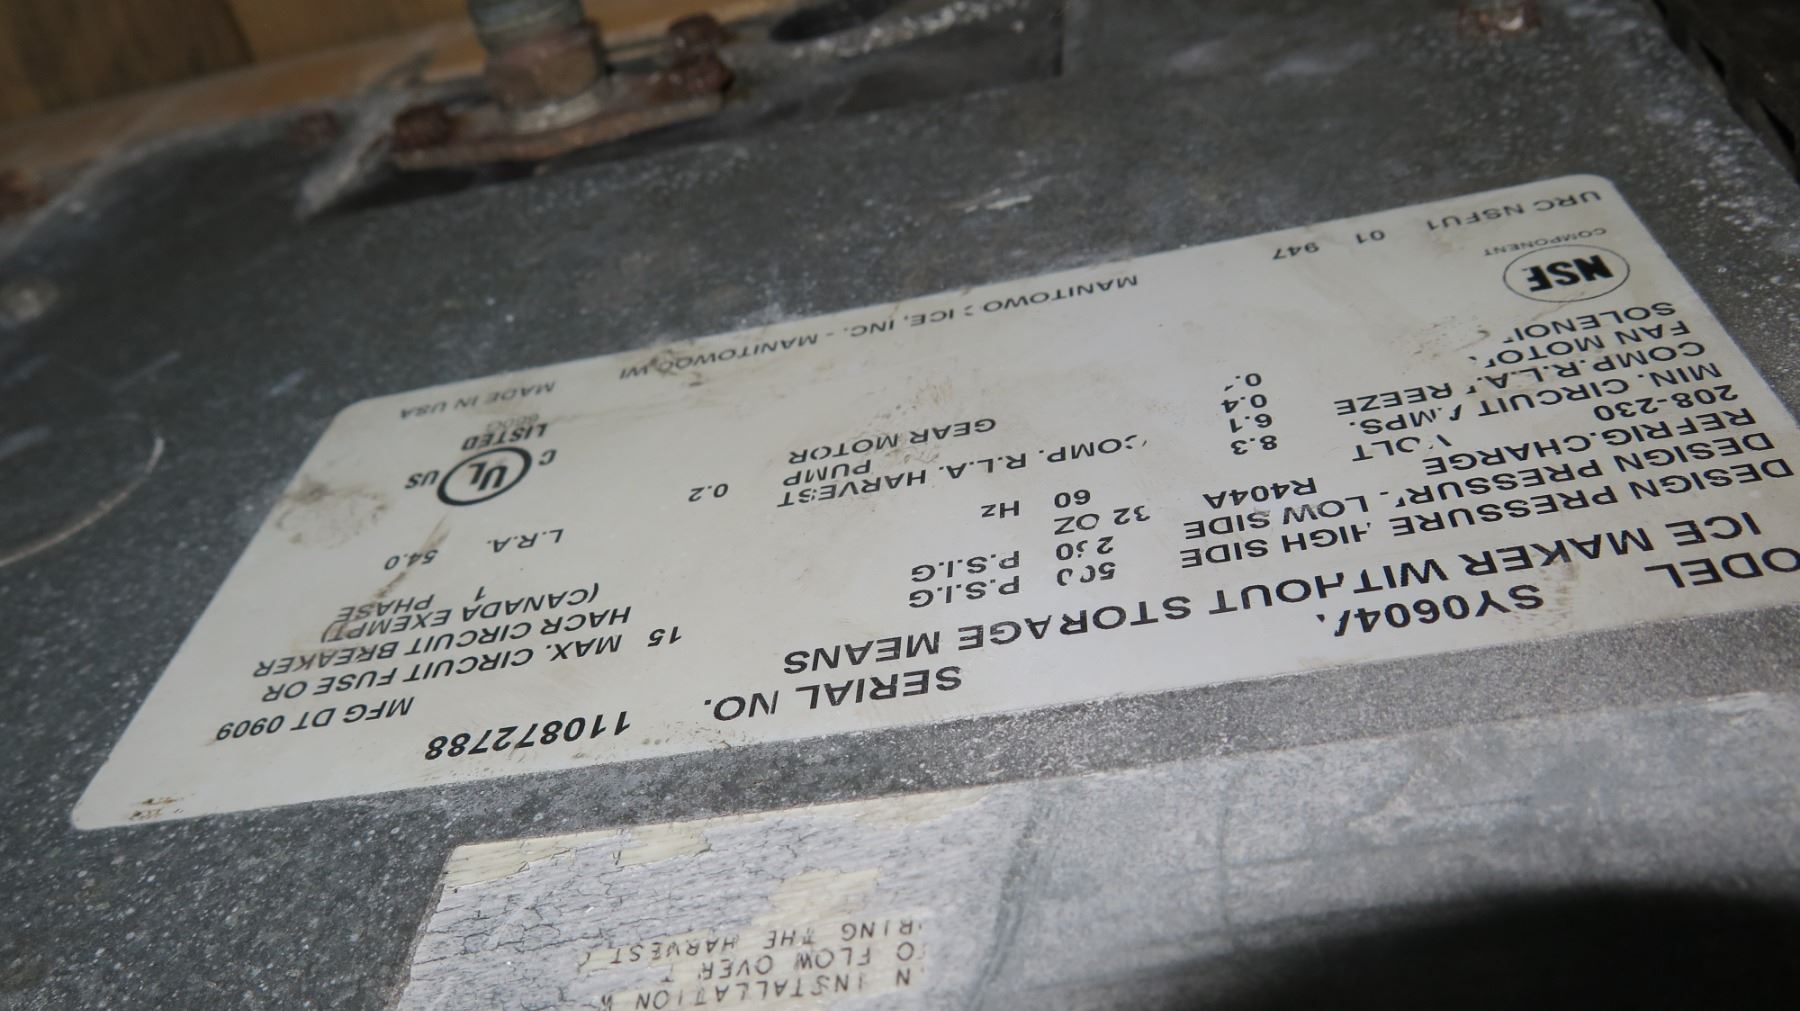 ODEL SY0604A SERIAL NO. 110872788
ICE MAKER WITHOUT STORAGE MEANS MFG DT 0909
DESIGN PRESSURE HIGH SIDE 500 P.S.I.G 15 MAX. CIRCUIT FUSE OR
DESIGN PRESSURE LOW SIDE P.S.I.G HACR CIRCUIT BREAKER
REFRIG.CHARGE R404A 32 OZ (CANADA EXEMPT)
208-230 VOLT 60 Hz 1 PHASE
MIN. CIRCUIT AMPS. 8.3
COMP.R.L.A. FREEZE 6.1 COMP. R.L.A. HARVEST L.R.A. 54.0
FAN MOTOR 0.4 PUMP 0.2
SOLENOID GEAR MOTOR
NSF
COMPONENT
C UL US
LISTED
URC NSFU1 01 947 MANITOWOC ICE, INC. - MANITOWOC, WI MADE IN USA
N INSTALLATION
O FLOW OVER
RING THE HARVEST